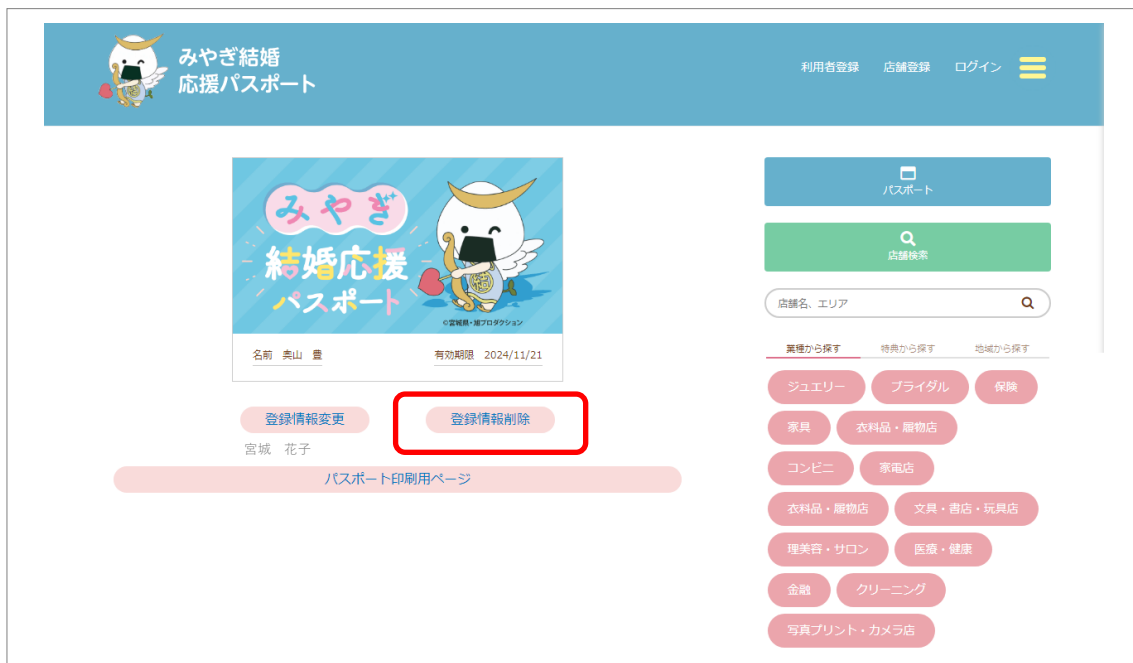 みやぎ結婚
応援パスポート
利用者登録 店舗登録 ログイン
みやぎ
結婚応援
パスポート
結
©宮城県・旭プロダクション
名前 奥山 豊 有効期限 2024/11/21
登録情報変更 登録情報削除
宮城 花子
パスポート印刷用ページ
パスポート
店舗検索
店舗名、エリア
業種から探す 特典から探す 地域から探す
ジュエリー ブライダル 保険
家具 衣料品・履物店
コンビニ 家電店
衣料品・履物店 文具・書店・玩具店
理美容・サロン 医療・健康
金融 クリーニング
写真プリント・カメラ店